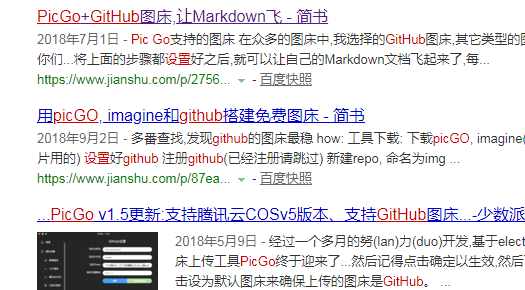 PicGo+GitHub图床,让Markdown飞 - 简书
2018年7月1日 - Pic Go支持的图床 在众多的图床中,我选择的GitHub图床,其它类型的图
你们...将上面的步骤都设置好之后,就可以让自己的Markdown文档飞起来了,每...
https://www.jianshu.com/p/2756... - 百度快照
用picGO, imagine和github搭建免费图床 - 简书
2018年9月2日 - 多番查找,发现github的图床最稳 how: 工具下载: 下载picGO, imagine(
片用的) 设置好github 注册github(已经注册请跳过) 新建repo, 命名为img ...
https://www.jianshu.com/p/87ea... - 百度快照
...PicGo v1.5更新:支持腾讯云COSv5版本、支持GitHub图床...-少数派
2018年5月9日 - 经过一个多月的努(lan)力(duo)开发,基于elect
床上传工具PicGo终于迎来了...然后记得点击确定以生效,然后
击设为默认图床来确保上传的图床是GitHub。 ...